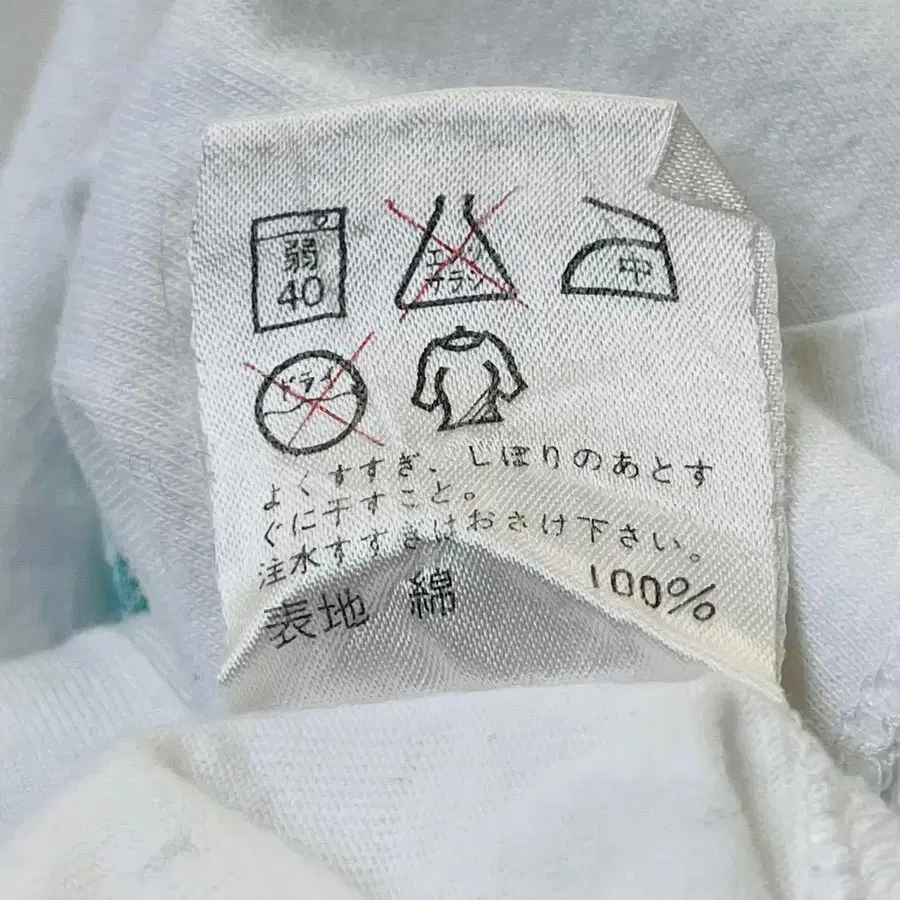 弱
40
エンソ
サラシ
中
ドライ
よくすすぎ、しぼりのあとす
ぐに干すこと。
注水すすぎはおさけ下さい。
表地 綿 100%